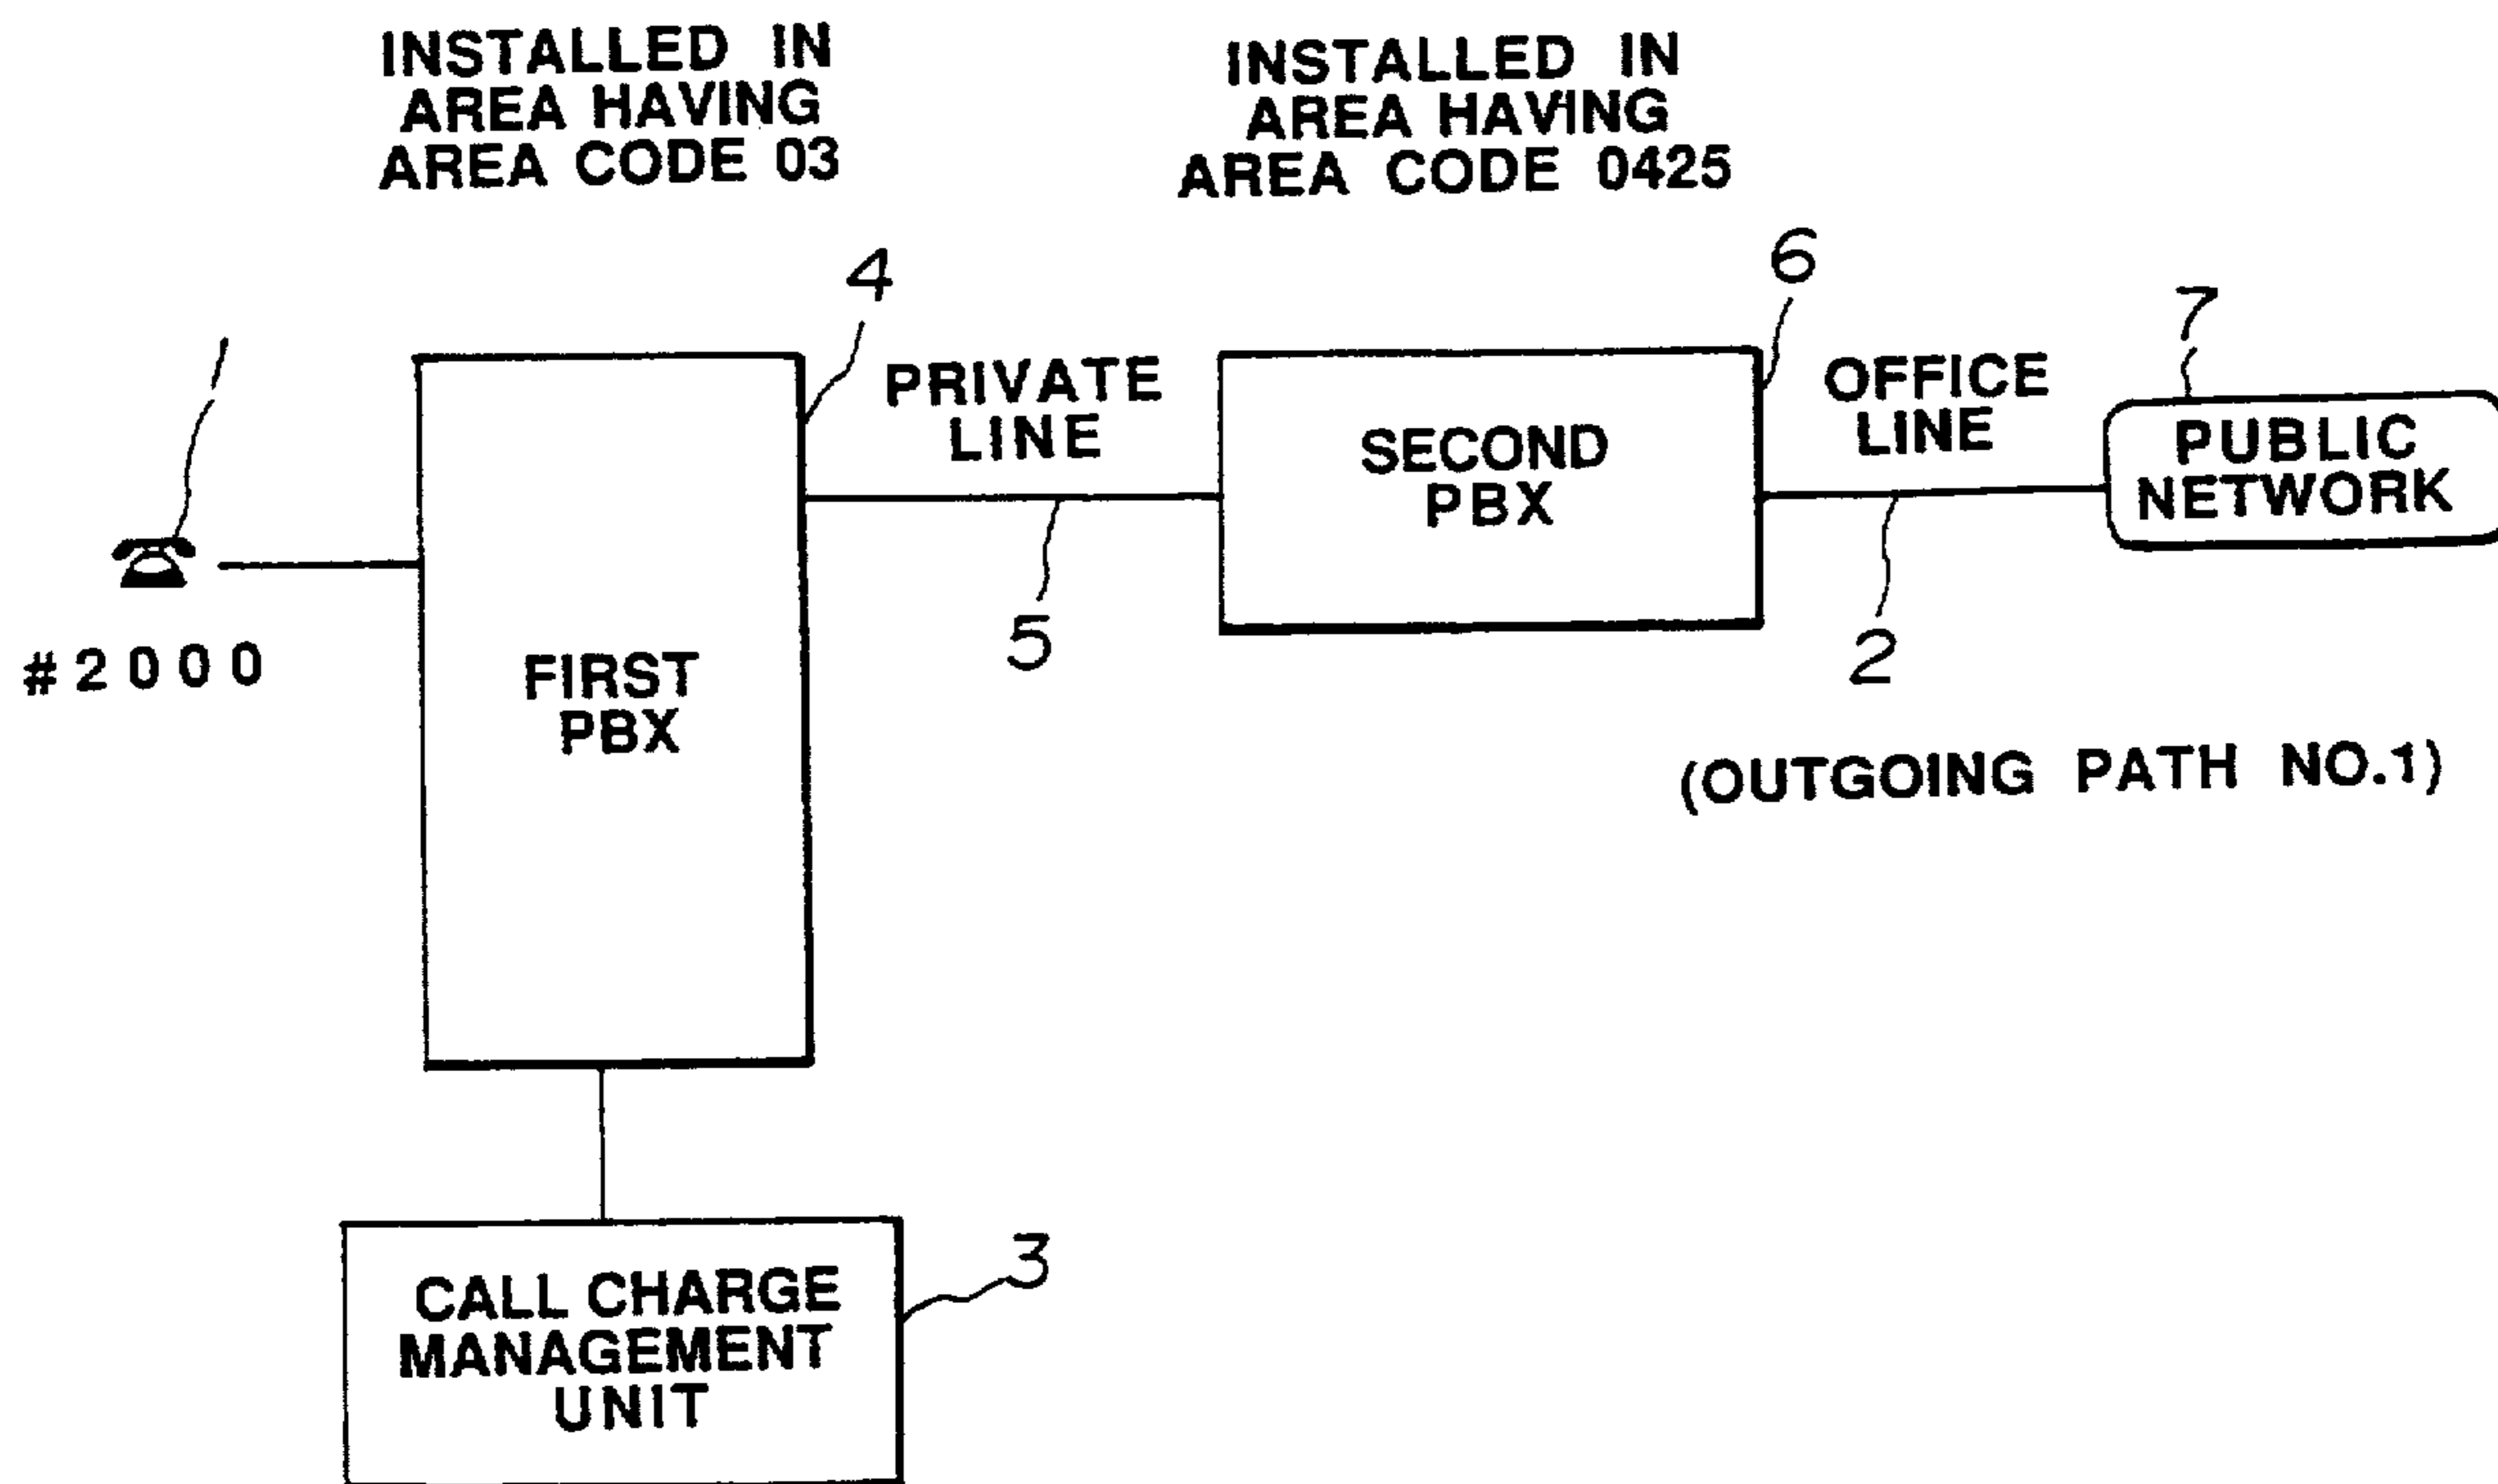 INSTALLED IN
AREA HAVING
AREA CODE 03
INSTALLED IN
AREA HAVING
AREA CODE 0425
4
6
7
PRIVATE
LINE
OFFICE
LINE
SECOND
PBX
PUBLIC
NETWORK
5
2
#2000
FIRST
PBX
(OUTGOING PATH NO.1)
3
CALL CHARGE
MANAGEMENT
UNIT